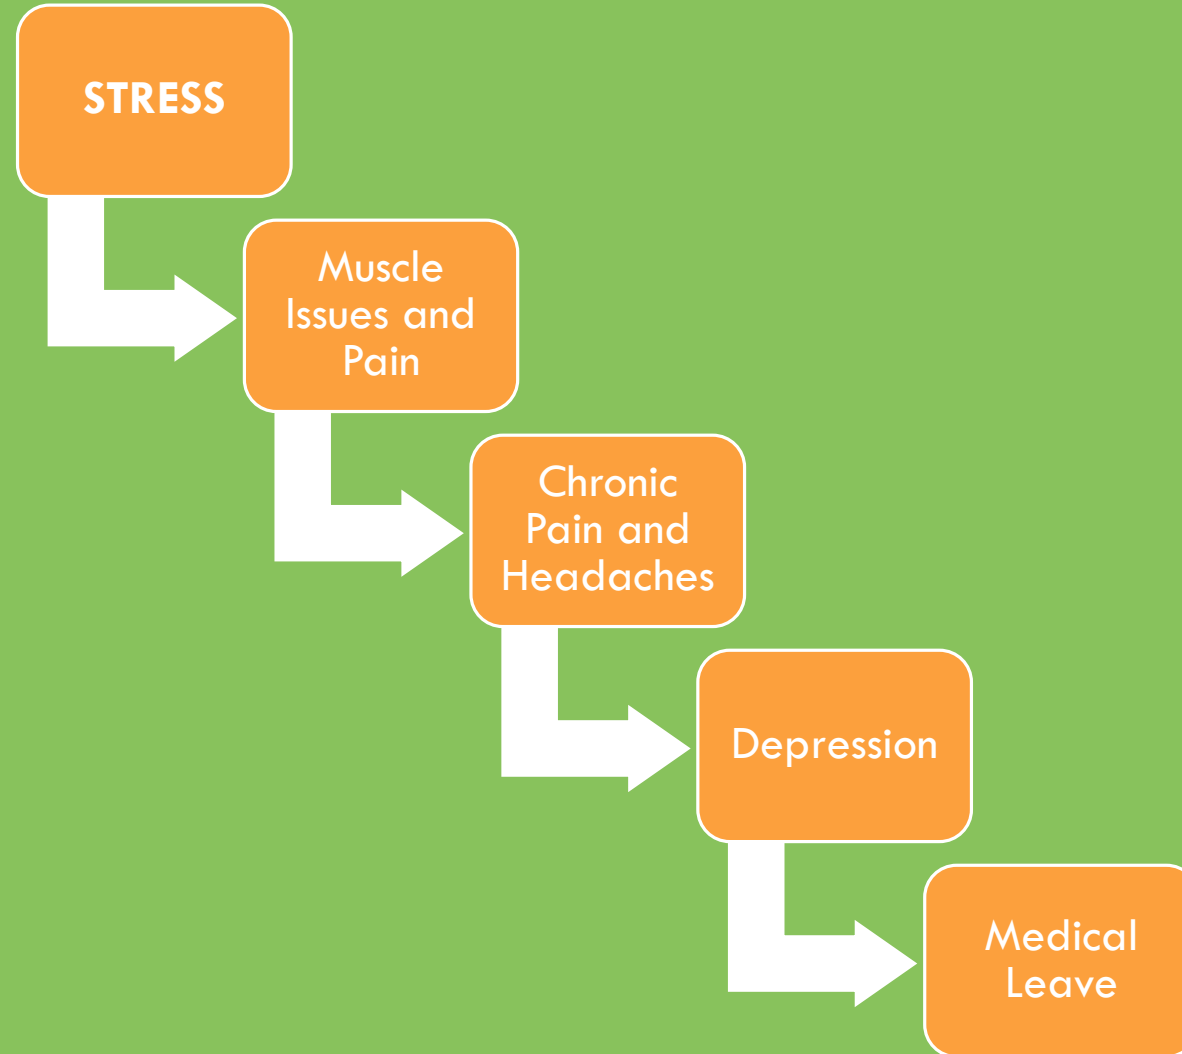 STRESS
Muscle
Issues and
Pain
Chronic
Pain and
Headaches
Depression
Medical
Leave